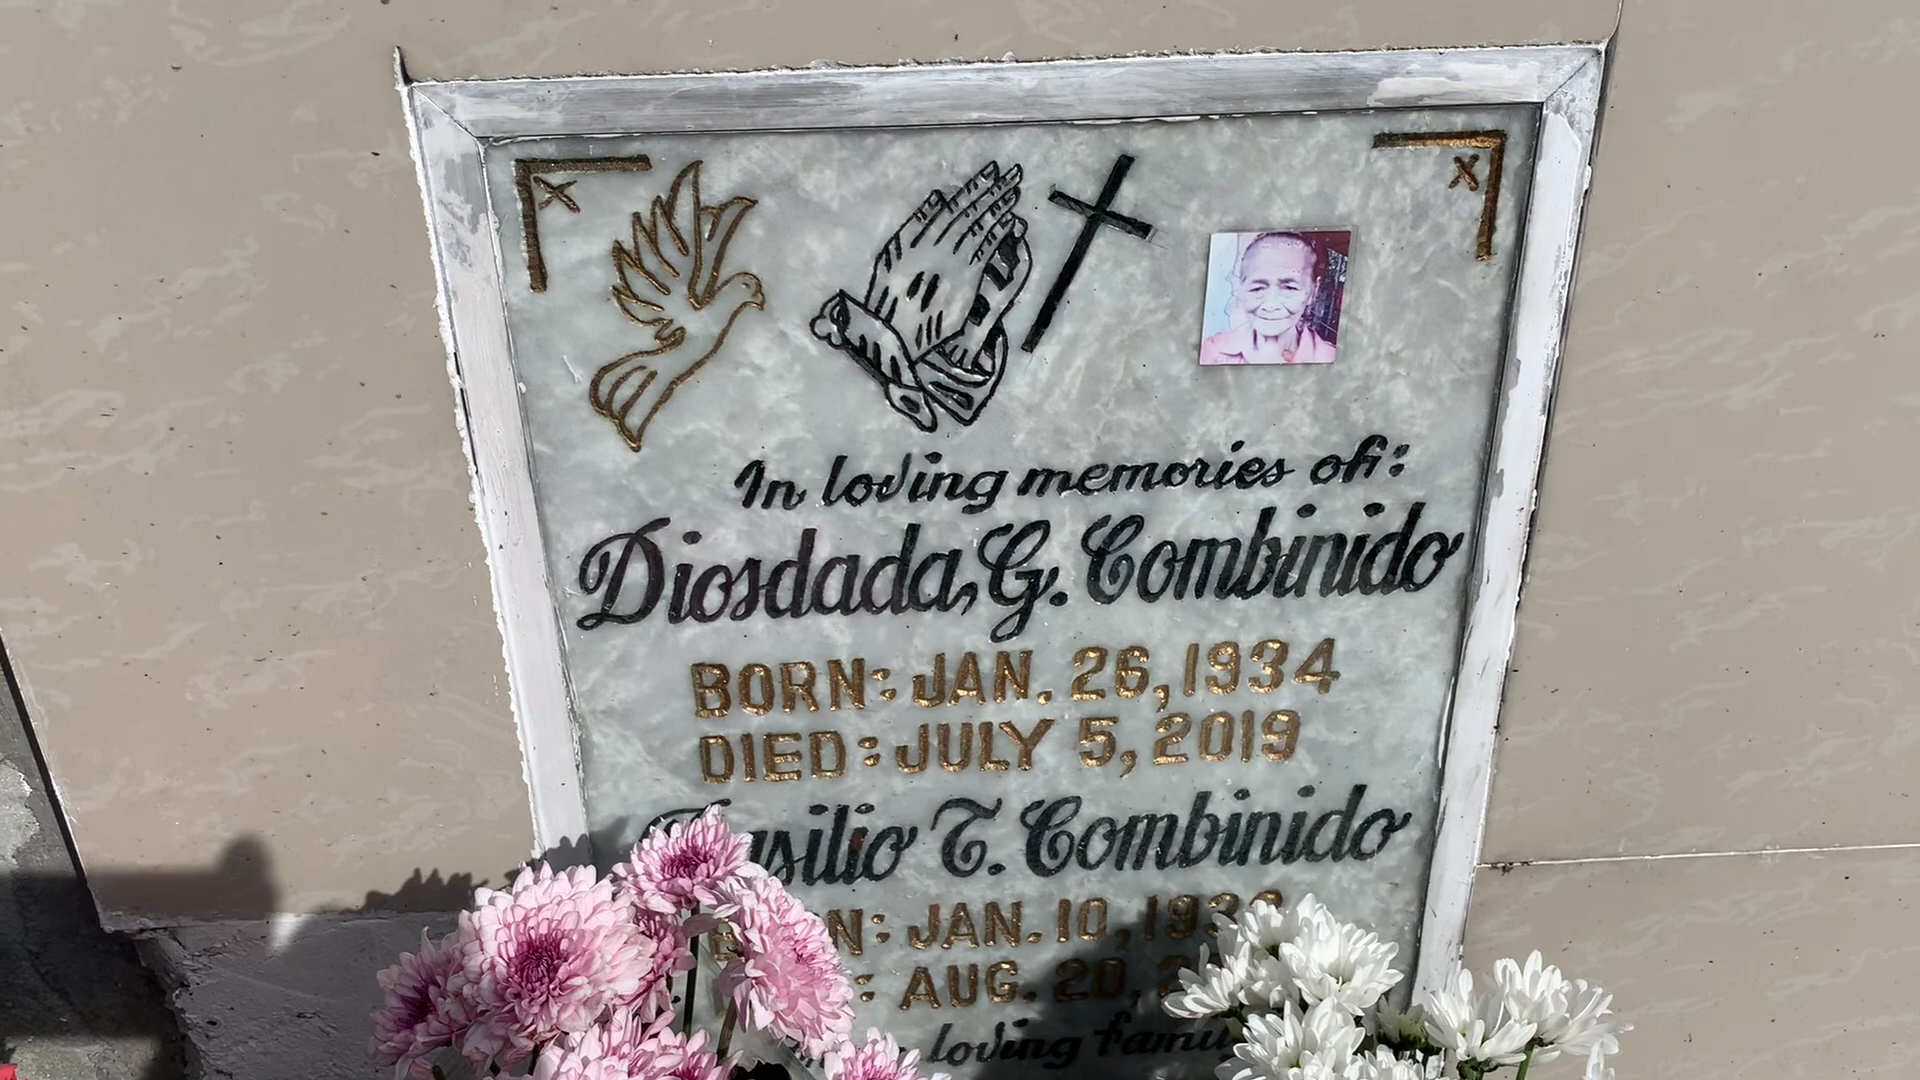 In loving memories of:
Diosdada, G. Combinido
BORN: JAN. 26, 1934
DIED: JULY 5, 2019
T. Combinido
JAN. 10,
AUG. 20,
loving